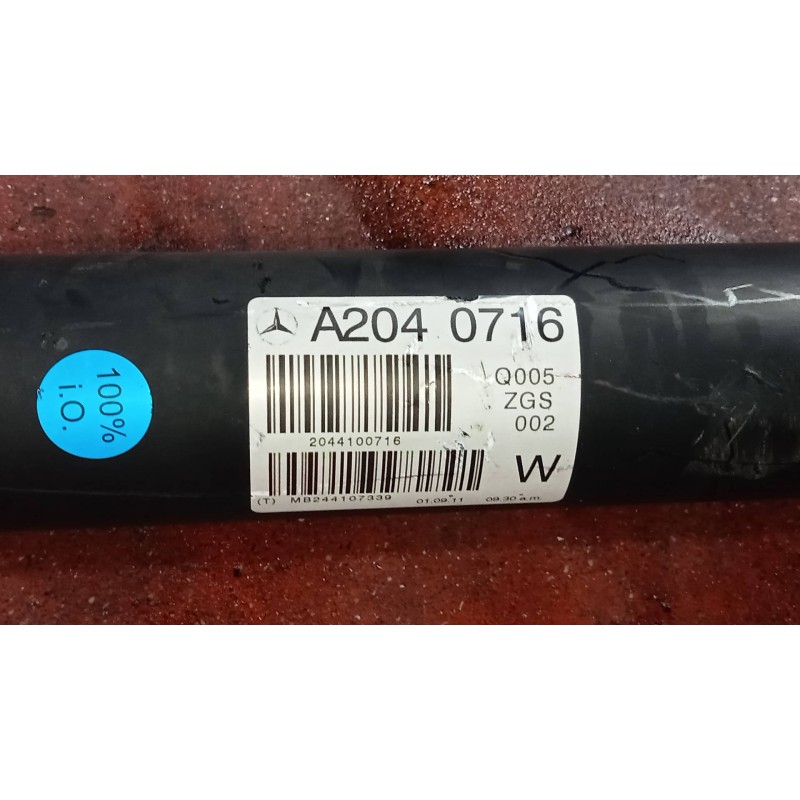 100%
i.O.
A204 0716
Q005
ZGS
002
2044100716
W
(T) MB244107339 01.09.11 09.30 a.m.